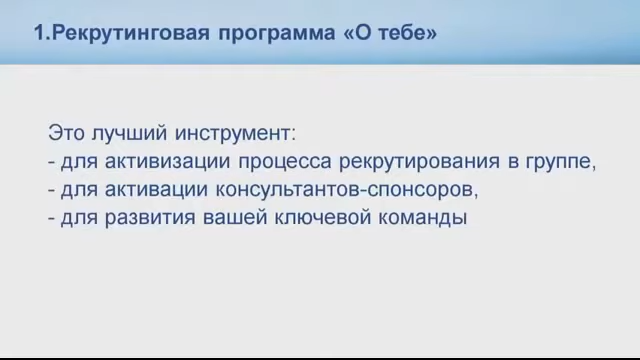 1.Рекрутинговая программа «О тебе»
Это лучший инструмент:
- для активизации процесса рекрутирования в группе,
- для активации консультантов-спонсоров,
- для развития вашей ключевой команды